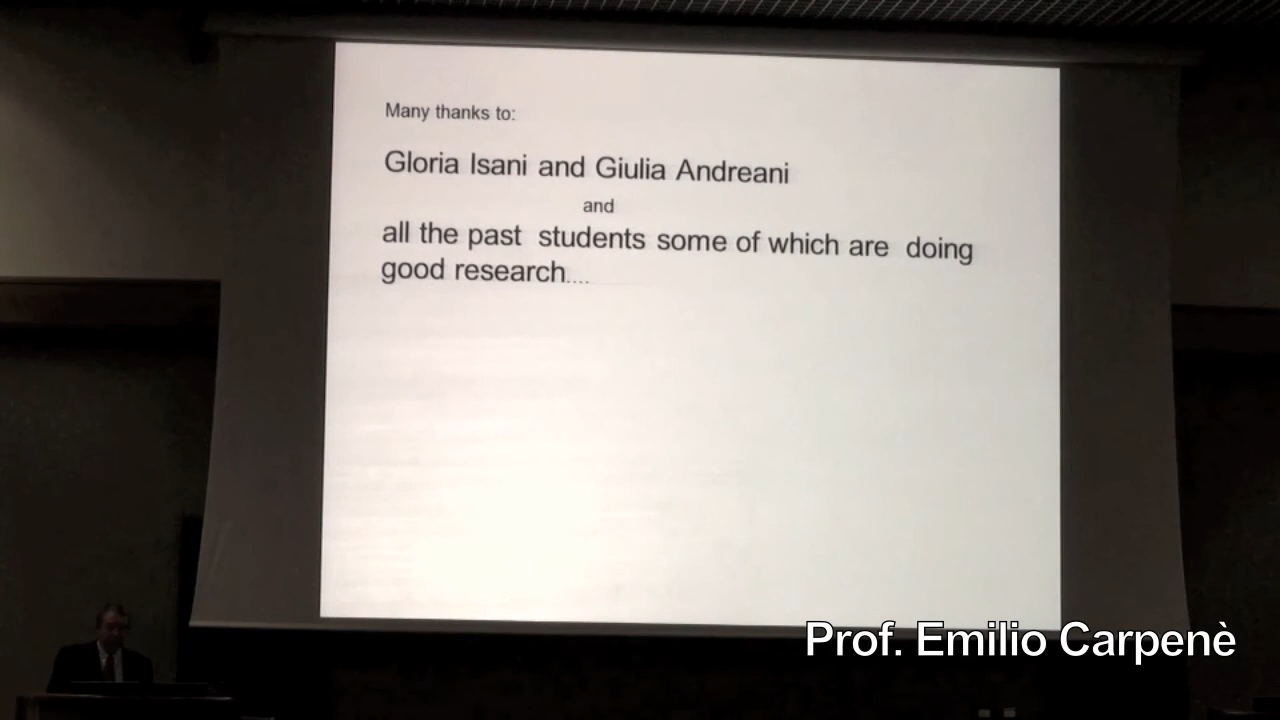 Many thanks to:
Gloria Isani and Giulia Andreani
and
all the past students some of which are doing
good research....
Prof. Emilio Carpenè